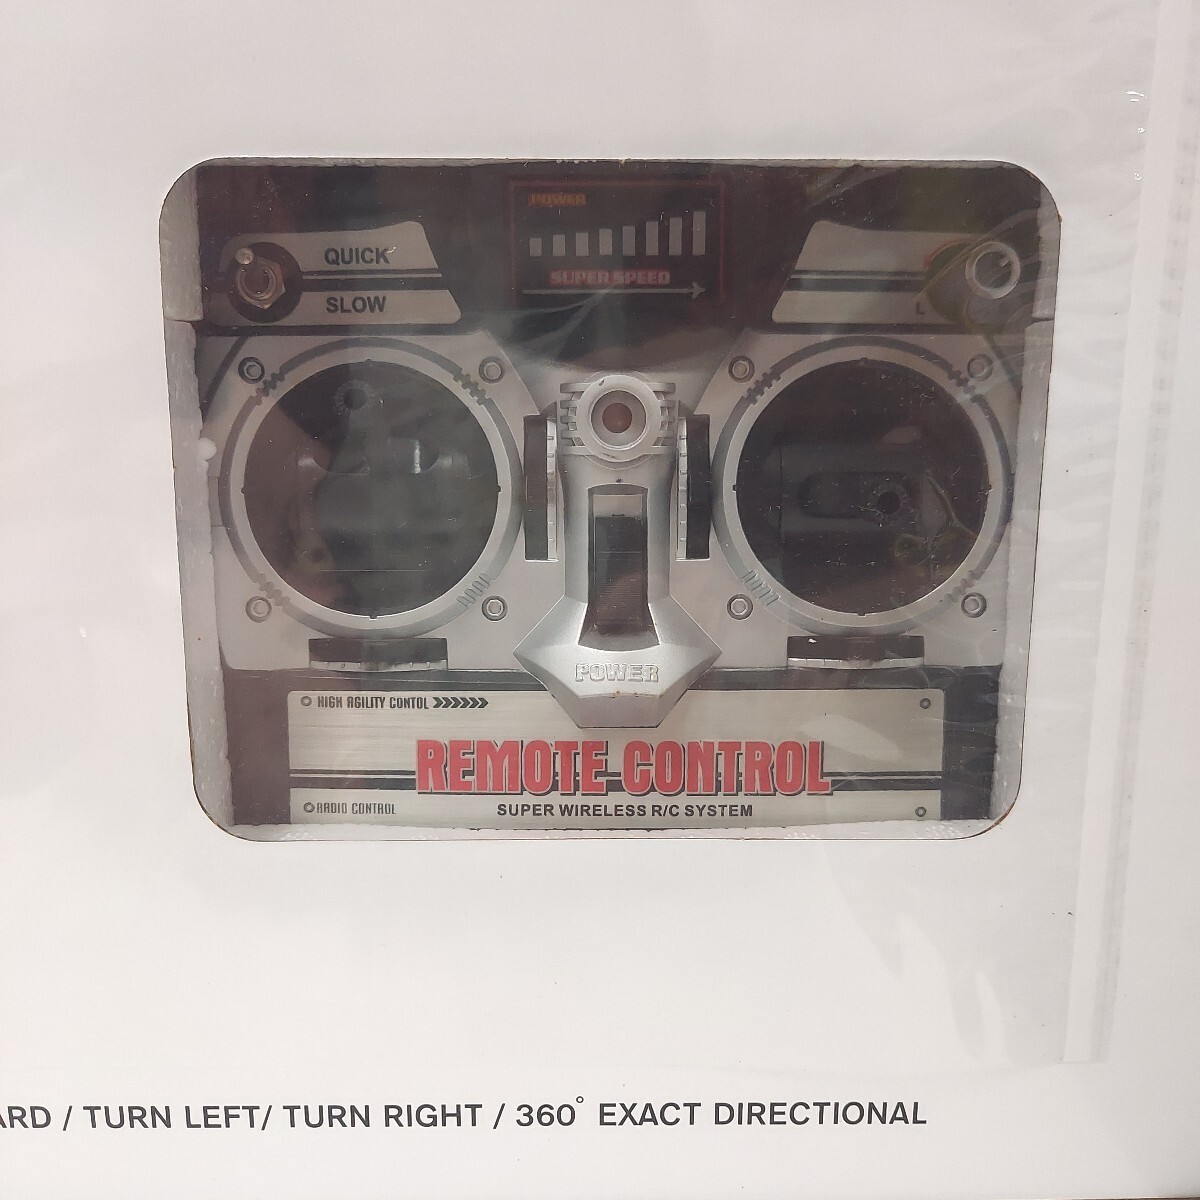 POWER
SUPER SPEED
QUICK
SLOW
L
POWER
HIGH AGILITY CONTOL
REMOTE CONTROL
RADIO CONTROL
SUPER WIRELESS R/C SYSTEM
ARD / TURN LEFT/ TURN RIGHT / 360° EXACT DIRECTIONAL